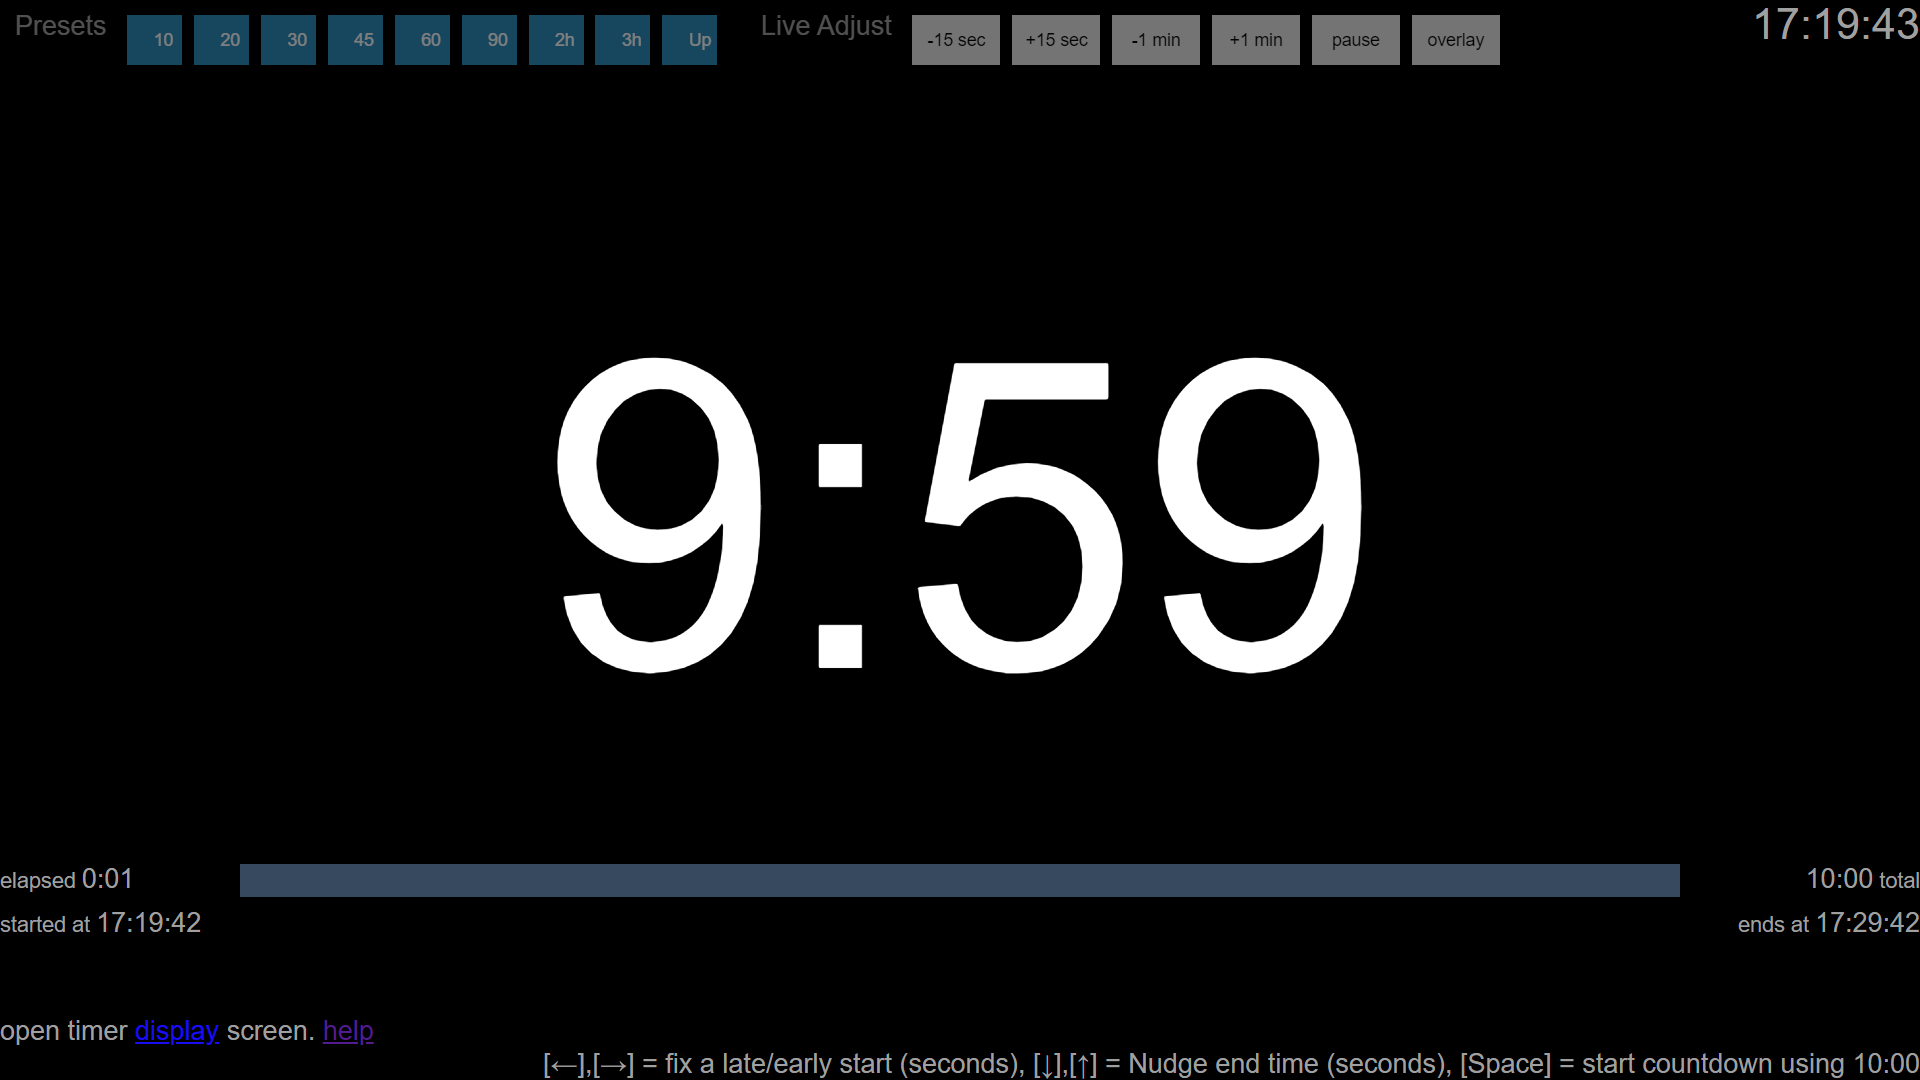 Presets 10 20 30 45 60 90 2h 3h Up Live Adjust -15 sec +15 sec -1 min +1 min pause overlay 17:19:43
9:59
elapsed 0:01 10:00 total
started at 17:19:42 ends at 17:29:42
open timer display screen. help
[←],[→] = fix a late/early start (seconds), [↓],[↑] = Nudge end time (seconds), [Space] = start countdown using 10:00